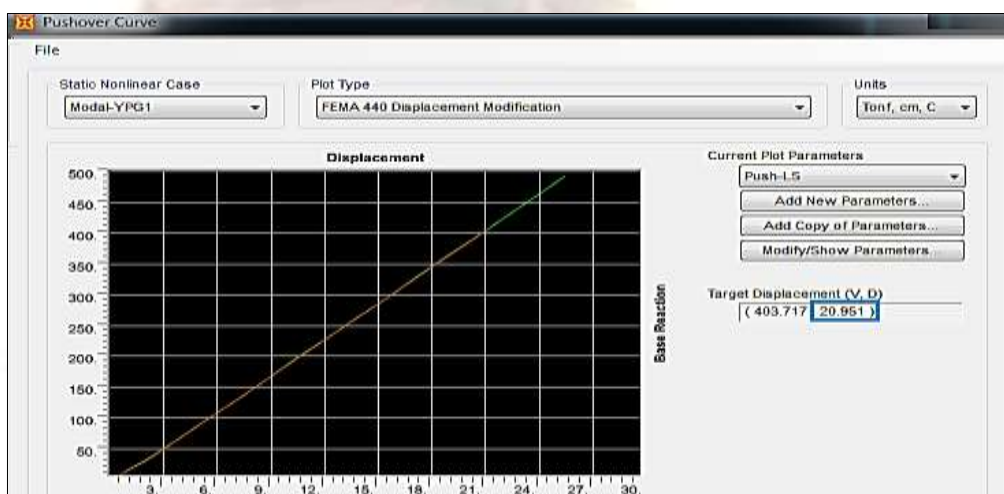 Pushover Curve
File
Static Nonlinear Case
Plot Type
Units
Modal-YPG1
FEMA 440 Displacement Modification
Tonf, cm, C
Displacement
Current Plot Parameters
Push-LS
Add New Parameters...
Add Copy of Parameters...
Modify/Show Parameters...
Target Displacement (V, D)
( 403.717 20.951 )
Base Reaction
500.
450.
400.
350.
300.
250.
200.
150.
100.
50.
3. 6. 9. 12. 15. 18. 21. 24. 27. 30.